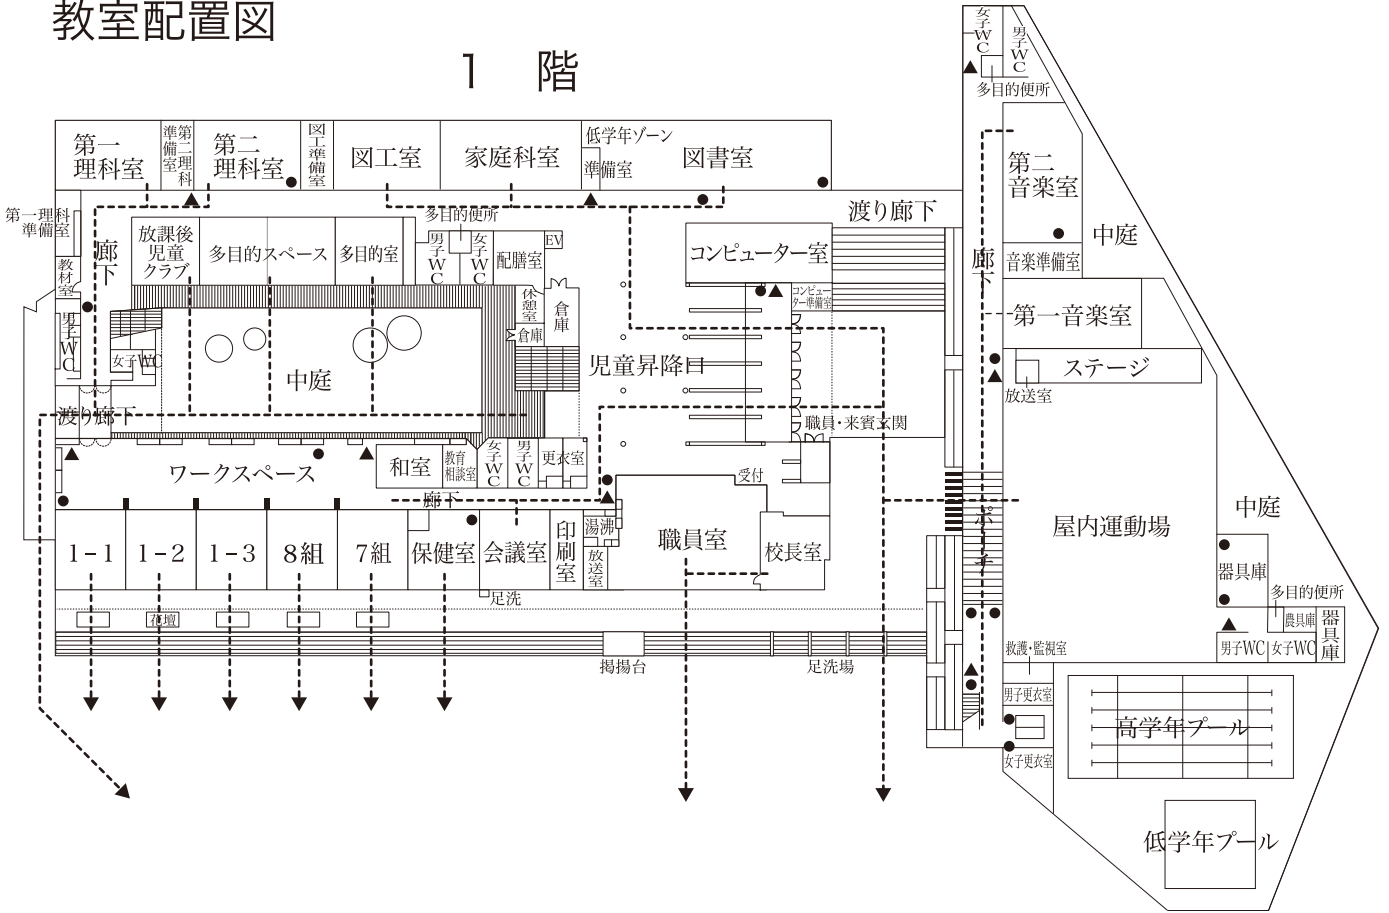 教室配置図
1 階
女子WC
男子WC
多目的便所
第一
理科室
第二理科
準備室
第二
理科室
図工準備室
図工室
家庭科室
低学年ゾーン
準備室
図書室
第二
音楽室
第一理科
準備室
廊下
放課後
児童
クラブ
多目的スペース
多目的室
多目的便所
男子WC
女子WC
配膳室
EV
渡り廊下
コンピューター室
中庭
廊下
音楽準備室
教材室
休憩室
倉庫
コンピュー
ター準備室
第一音楽室
男子WC
女子WC
倉庫
中庭
児童昇降口
ステージ
放送室
渡り廊下
職員・来賓玄関
ワークスペース
和室
教育
相談室
女子WC
男子WC
更衣室
受付
廊下
中庭
1-1
1-2
1-3
8組
7組
保健室
会議室
印刷室
湯沸
放送室
職員室
校長室
ポーチ
屋内運動場
器具庫
足洗
花壇
多目的便所
農具庫
器具庫
男子WC
女子WC
救護・監視室
掲揚台
足洗場
男子更衣室
高学年プール
女子更衣室
低学年プール